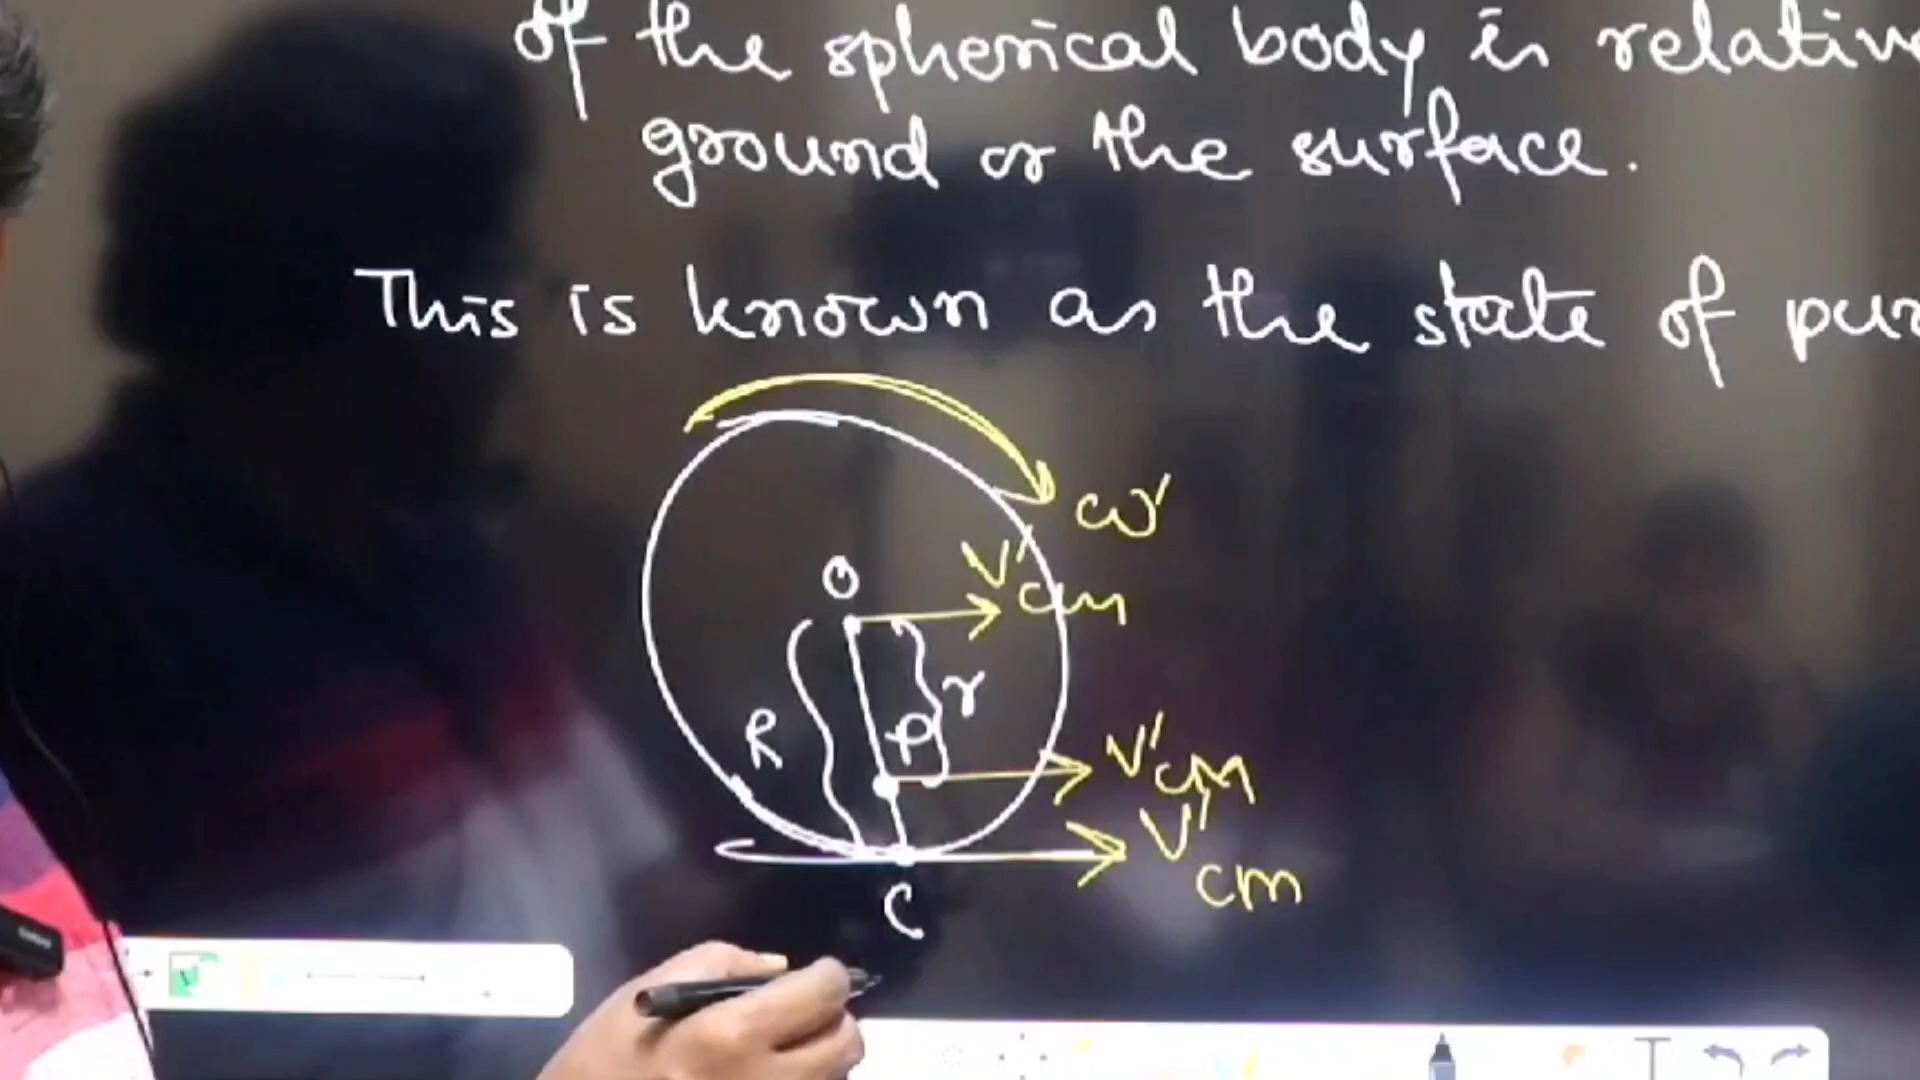 of the spherical body is relative
ground or the surface.
This is known as the state of pur
ω'
O
V'cm
r
R
P
V'cm
V'cm
C
T